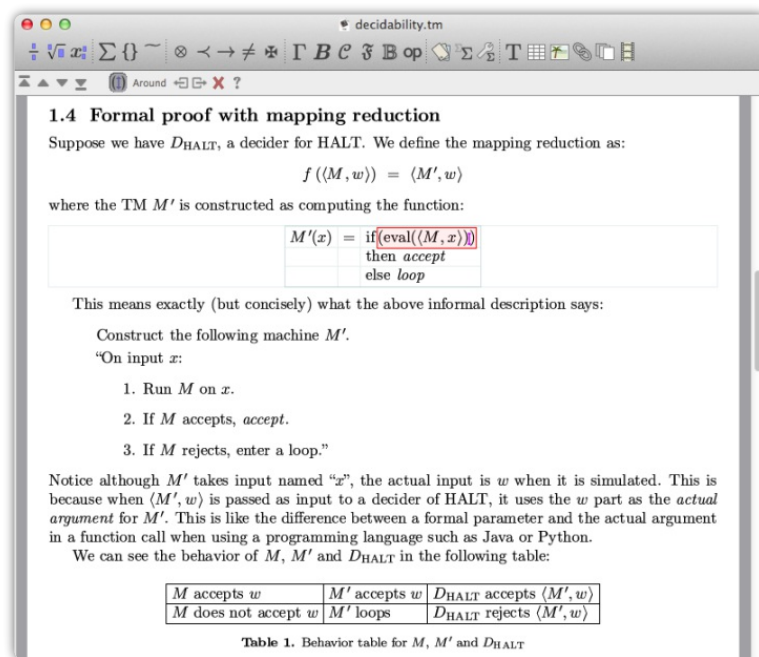 decidability.tm
Around
?
1.4 Formal proof with mapping reduction
Suppose we have D_HALT, a decider for HALT. We define the mapping reduction as:
f (⟨M, w⟩) = ⟨M′, w⟩
where the TM M′ is constructed as computing the function:
M′(x) = if(eval(⟨M, x⟩))
then accept
else loop
This means exactly (but concisely) what the above informal description says:
Construct the following machine M′.
“On input x:
1. Run M on x.
2. If M accepts, accept.
3. If M rejects, enter a loop.”
Notice although M′ takes input named “x”, the actual input is w when it is simulated. This is
because when ⟨M′, w⟩ is passed as input to a decider of HALT, it uses the w part as the actual
argument for M′. This is like the difference between a formal parameter and the actual argument
in a function call when using a programming language such as Java or Python.
We can see the behavior of M, M′ and D_HALT in the following table:
M accepts w M′ accepts w D_HALT accepts ⟨M′, w⟩
M does not accept w M′ loops D_HALT rejects ⟨M′, w⟩
Table 1. Behavior table for M, M′ and D_HALT